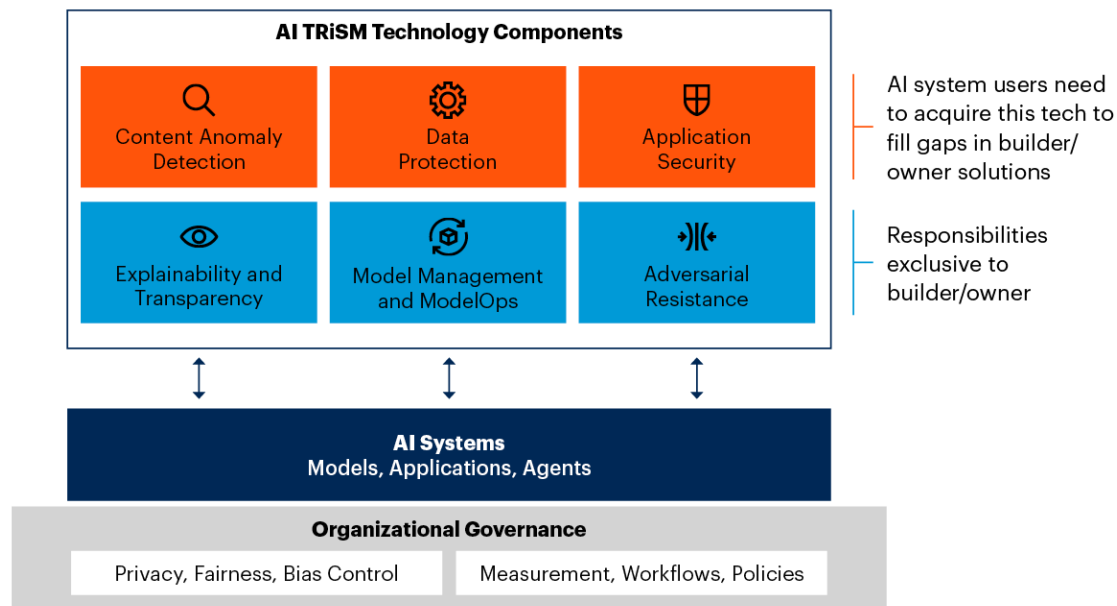 AI TRiSM Technology Components
Content Anomaly
Detection
Data
Protection
Application
Security
AI system users need
to acquire this tech to
fill gaps in builder/
owner solutions
Explainability and
Transparency
Model Management
and ModelOps
Adversarial
Resistance
Responsibilities
exclusive to
builder/owner
AI Systems
Models, Applications, Agents
Organizational Governance
Privacy, Fairness, Bias Control
Measurement, Workflows, Policies